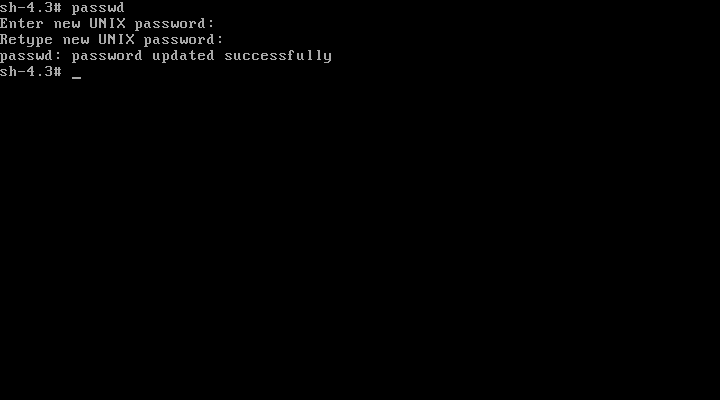 sh-4.3# passwd
Enter new UNIX password:
Retype new UNIX password:
passwd: password updated successfully
sh-4.3# _